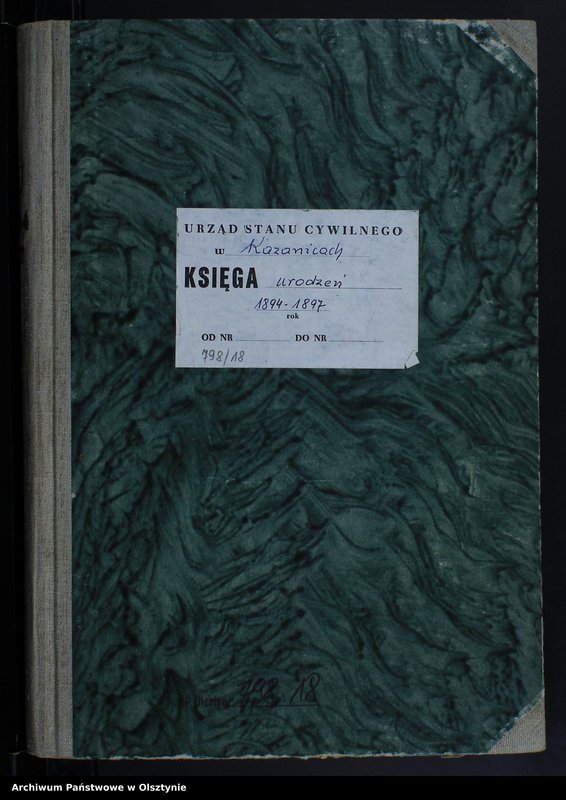 URZĄD STANU CYWILNEGO
w Kazanicach
KSIĘGA urodzeń
1894-1897
rok
OD NR DO NR
798/18
798/18
Archiwum Państwowe w Olsztynie